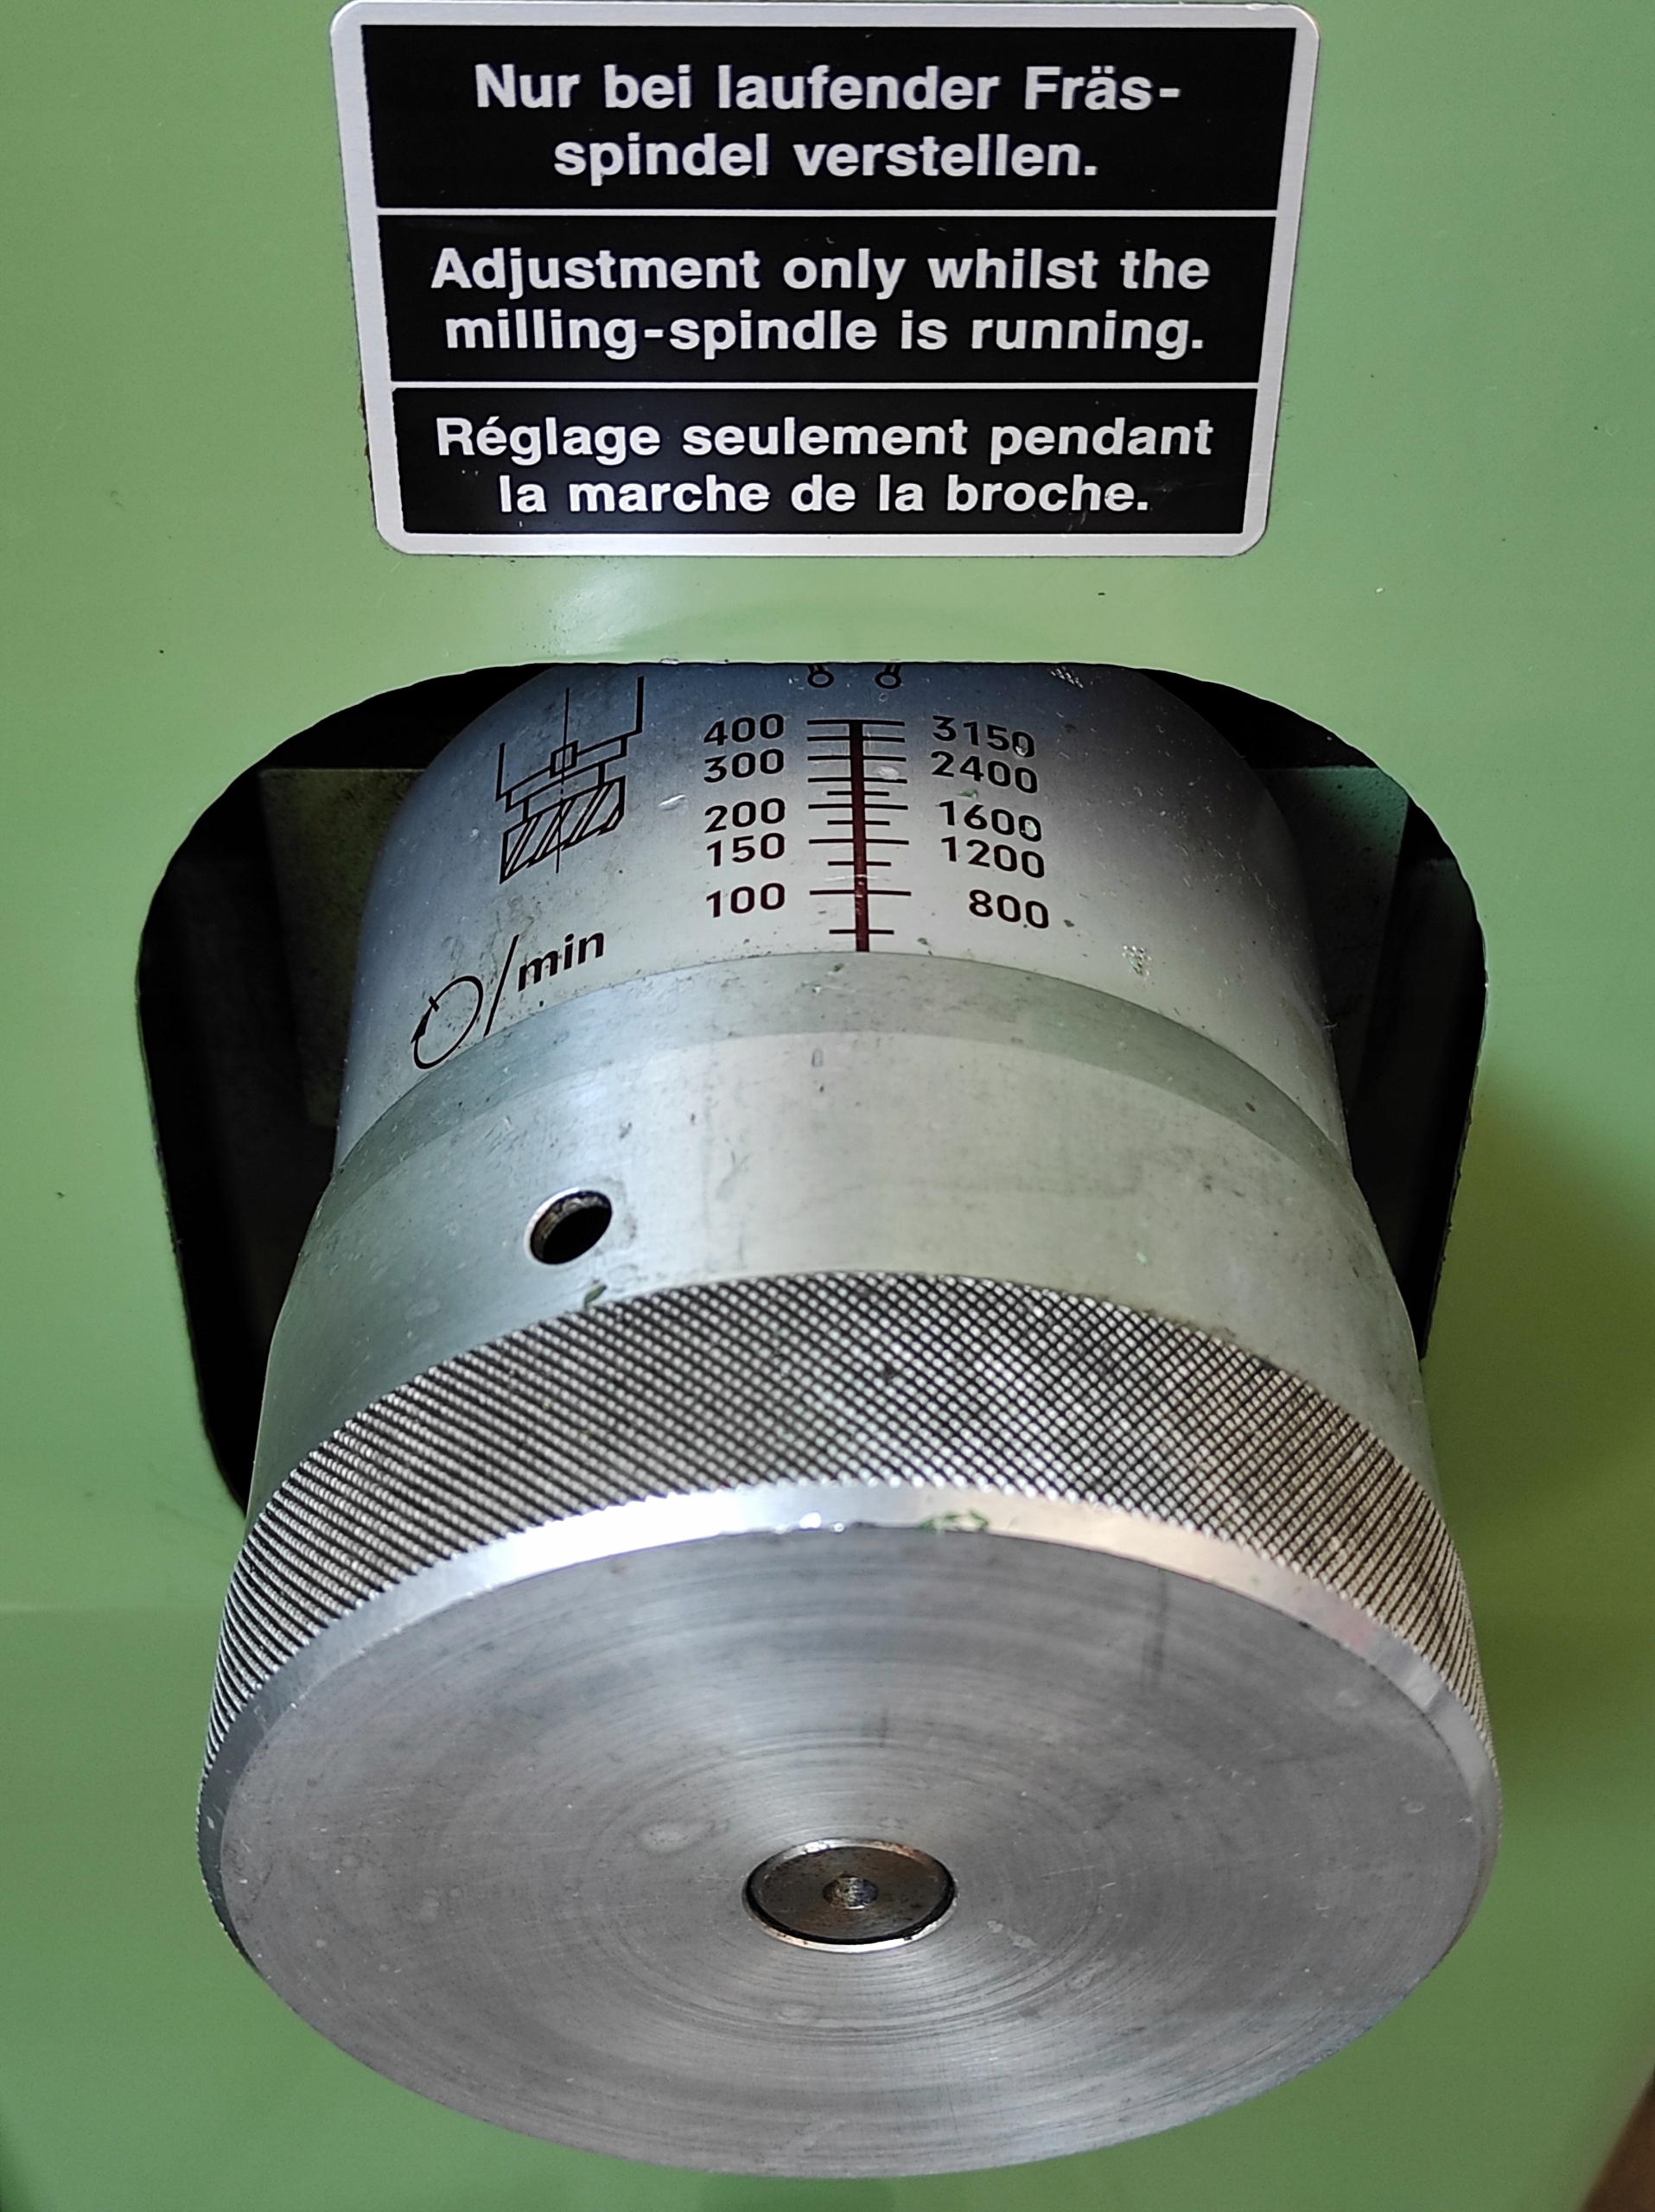 Nur bei laufender Fräs-
spindel verstellen.
Adjustment only whilst the
milling-spindle is running.
Réglage seulement pendant
la marche de la broche.
400 3150
300 2400
200 1600
150 1200
100 800
/min